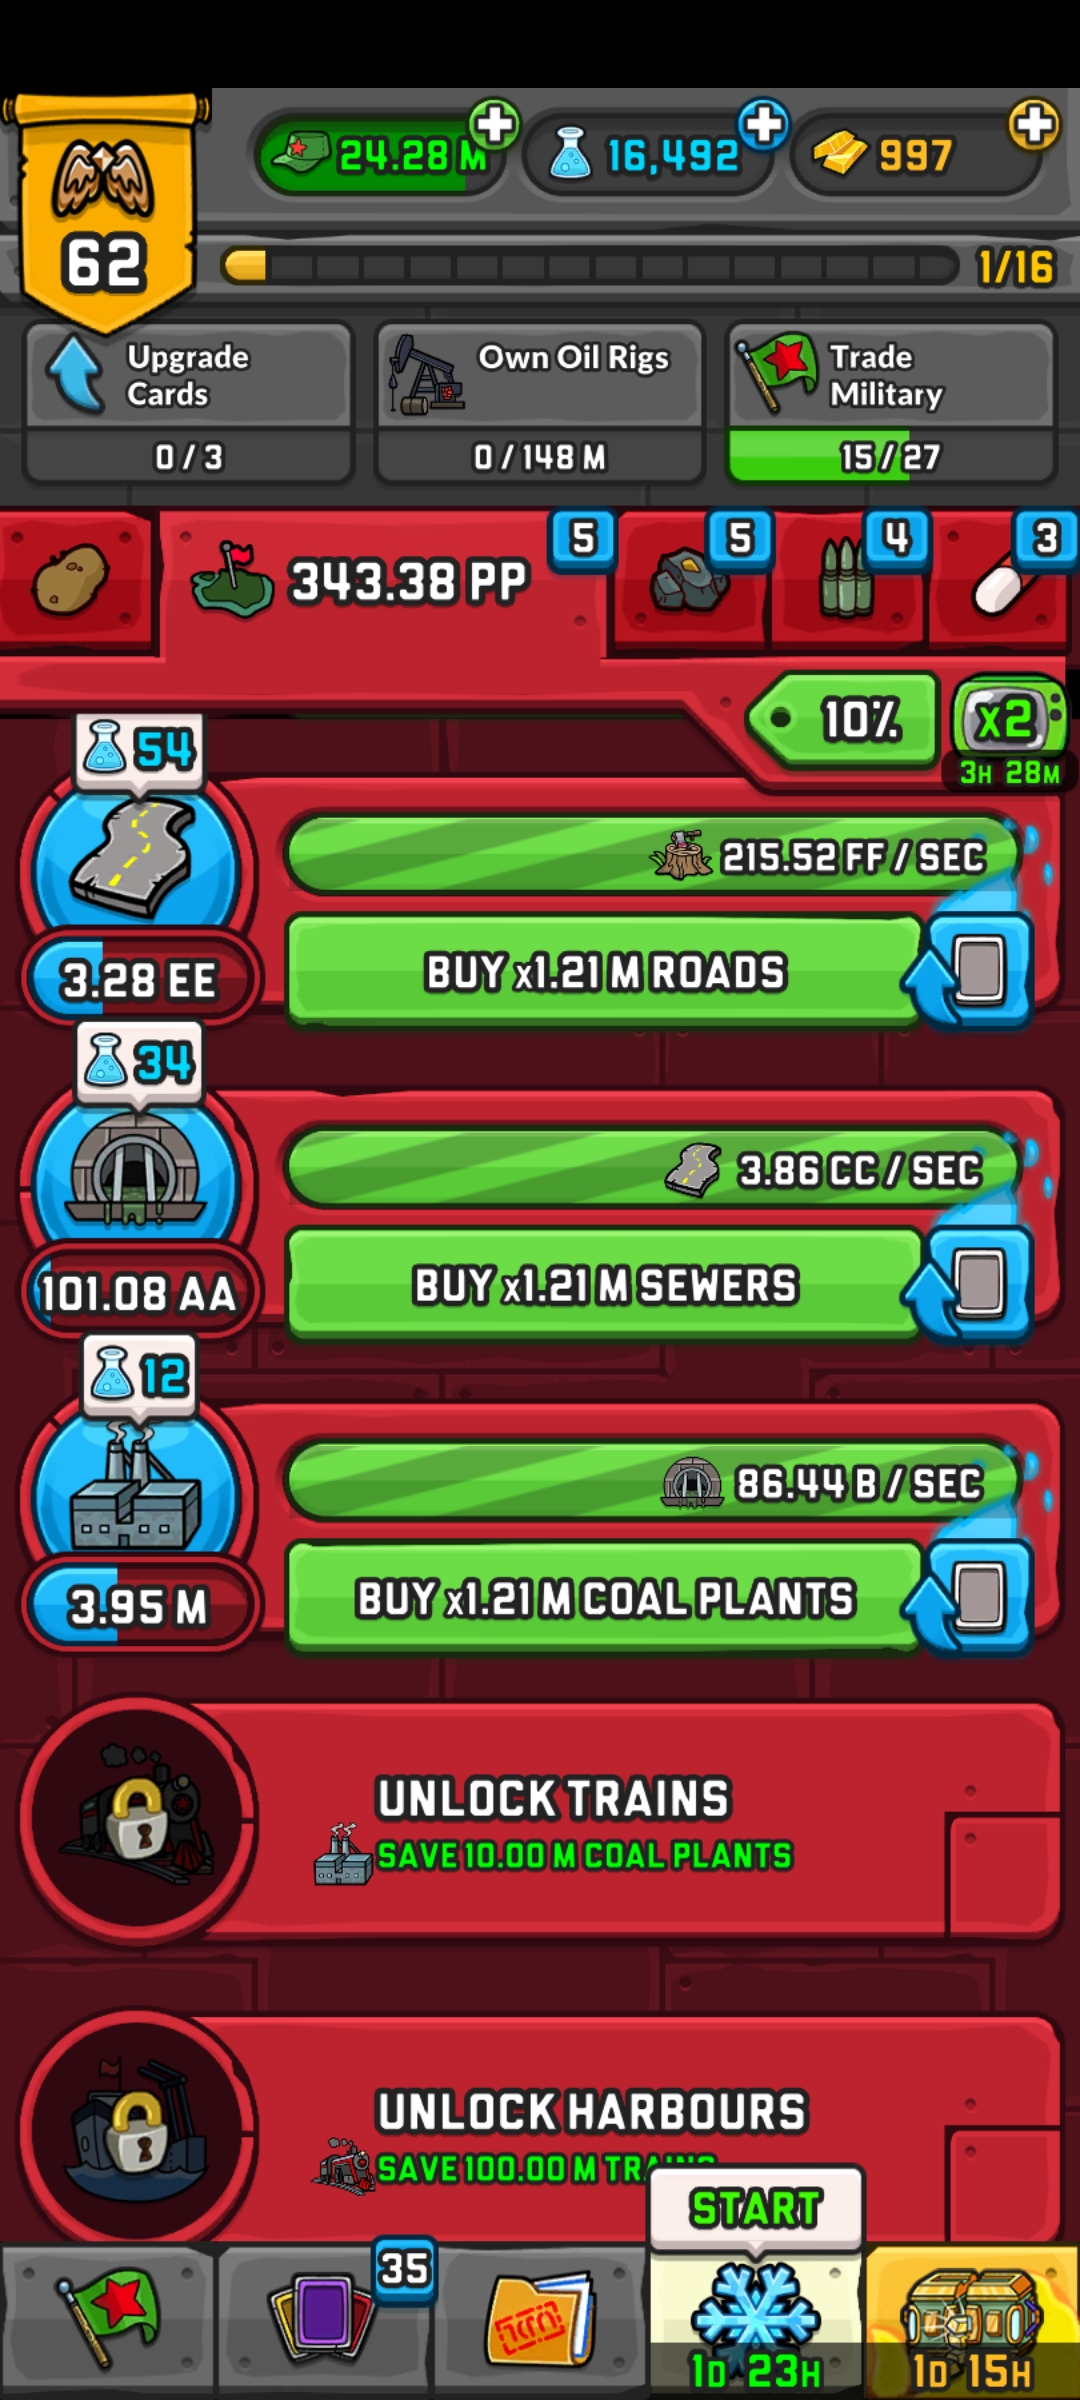 24.28 M
16,492
997
62
1/16
Upgrade
Cards
0 / 3
Own Oil Rigs
0 / 148 M
Trade
Military
15 / 27
343.38 PP
5
5
4
3
10%
x2
3H 28M
54
215.52 FF / SEC
BUY x1.21 M ROADS
3.28 EE
34
3.86 CC / SEC
BUY x1.21 M SEWERS
101.08 AA
12
86.44 B / SEC
BUY x1.21 M COAL PLANTS
3.95 M
UNLOCK TRAINS
SAVE 10.00 M COAL PLANTS
UNLOCK HARBOURS
SAVE 100.00 M TRAINS
START
35
1D 23H
1D 15H